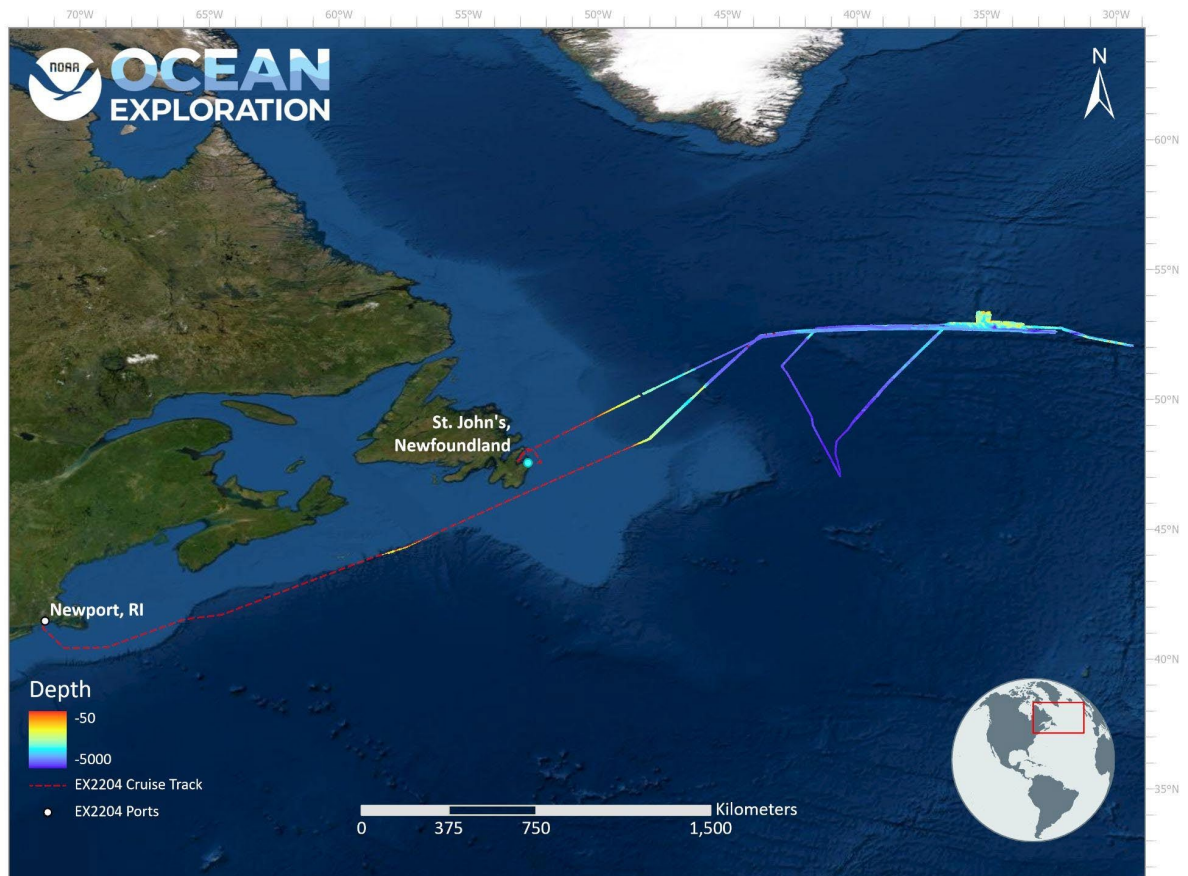 70°W 65°W 60°W 55°W 50°W 45°W 40°W 35°W 30°W
NOAA
OCEAN
EXPLORATION
N
60°N
55°N
50°N
St. John's,
Newfoundland
45°N
Newport, RI
40°N
Depth
-50
-5000
EX2204 Cruise Track
EX2204 Ports
35°N
Kilometers
0 375 750 1,500